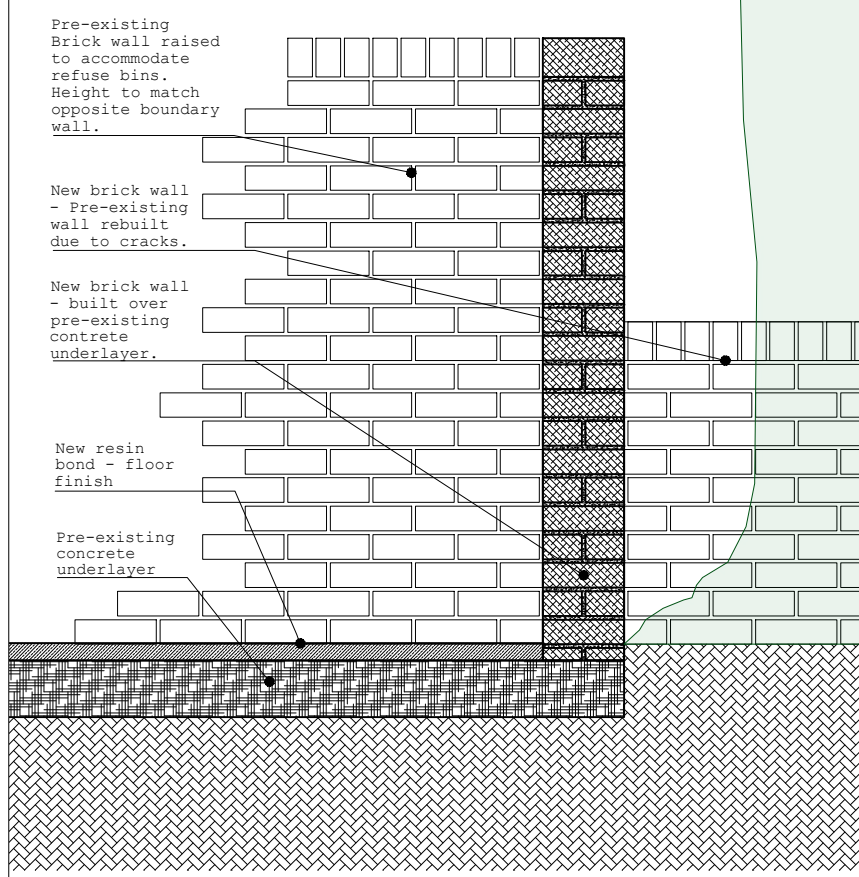 Pre-existing
Brick wall raised
to accommodate
refuse bins.
Height to match
opposite boundary
wall.
New brick wall
- Pre-existing
wall rebuilt
due to cracks.
New brick wall
- built over
pre-existing
contrete
underlayer.
New resin
bond - floor
finish
Pre-existing
concrete
underlayer